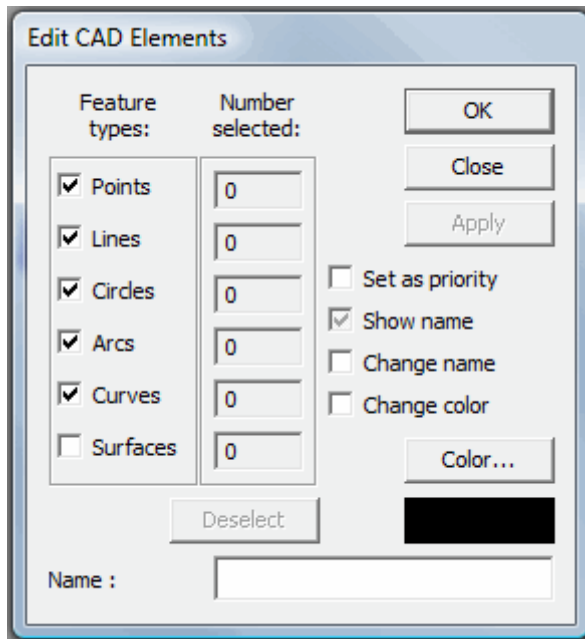 Edit CAD Elements
Feature types:
Number selected:
OK
Close
Apply
Points 0
Lines 0
Circles 0
Arcs 0
Curves 0
Surfaces 0
Set as priority
Show name
Change name
Change color
Color...
Deselect
Name :